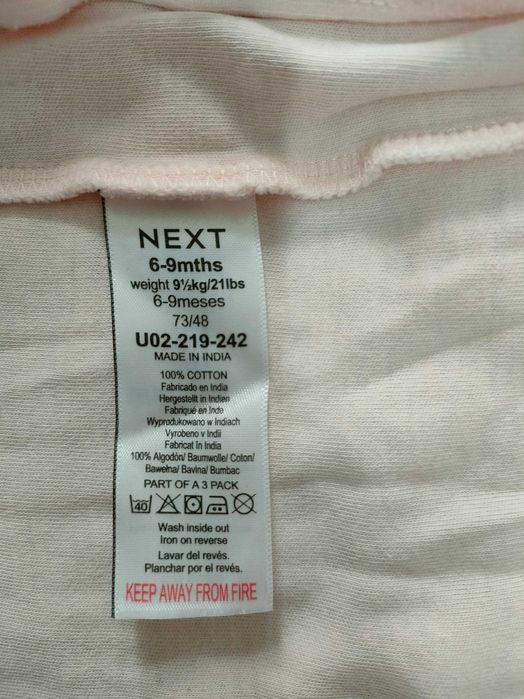 NEXT
6-9mths
weight 9½kg/21lbs
6-9meses
73/48
U02-219-242
MADE IN INDIA
100% COTTON
Fabricado en India
Hergestellt in Indien
Fabriqué en Inde
Wyprodukowano w Indiach
Vyrobeno v Indii
Fabricat în India
100% Algodón/ Baumwolle/ Coton/
Bawełna/ Bavlna/ Bumbac
PART OF A 3 PACK
40
Wash inside out
Iron on reverse
Lavar del revés.
Planchar por el revés.
KEEP AWAY FROM FIRE